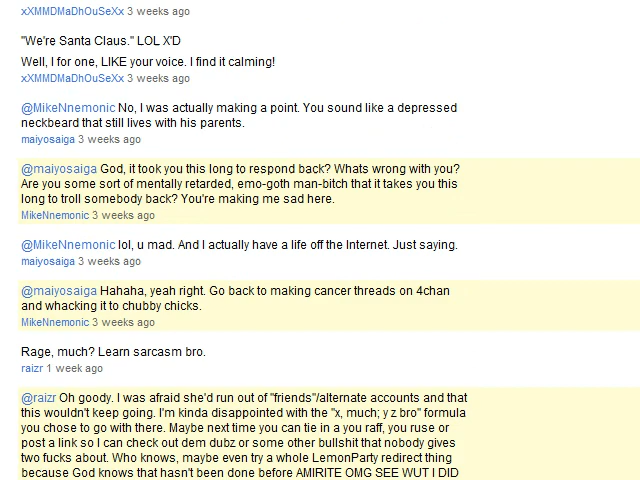 xXMMDMaDhOuSeXx 3 weeks ago
"We're Santa Claus." LOL X'D
Well, I for one, LIKE your voice. I find it calming!
xXMMDMaDhOuSeXx 3 weeks ago
@MikeNnemonic No, I was actually making a point. You sound like a depressed
neckbeard that still lives with his parents.
maiyosaiga 3 weeks ago
@maiyosaiga God, it took you this long to respond back? Whats wrong with you?
Are you some sort of mentally retarded, emo-goth man-bitch that it takes you this
long to troll somebody back? You're making me sad here.
MikeNnemonic 3 weeks ago
@MikeNnemonic lol, u mad. And I actually have a life off the Internet. Just saying.
maiyosaiga 3 weeks ago
@maiyosaiga Hahaha, yeah right. Go back to making cancer threads on 4chan
and whacking it to chubby chicks.
MikeNnemonic 3 weeks ago
Rage, much? Learn sarcasm bro.
raizr 1 week ago
@raizr Oh goody. I was afraid she'd run out of "friends"/alternate accounts and that
this wouldn't keep going. I'm kinda disappointed with the "x, much; y z bro" formula
you chose to go with there. Maybe next time you can tie in a you raff, you ruse or
post a link so I can check out dem dubz or some other bullshit that nobody gives
two fucks about. Who knows, maybe even try a whole LemonParty redirect thing
because God knows that hasn't been done before AMIRITE OMG SEE WUT I DID